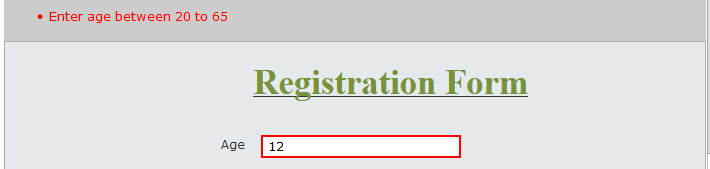 • Enter age between 20 to 65
Registration Form
Age 12